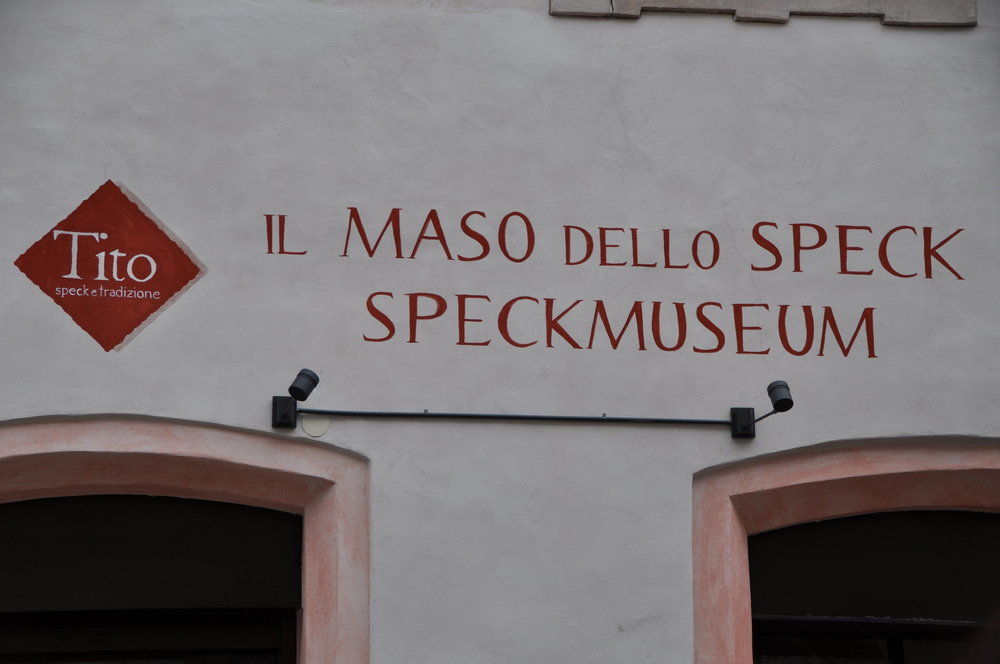 Tito
speck e tradizione
IL MASO DELLO SPECK
SPECKMUSEUM